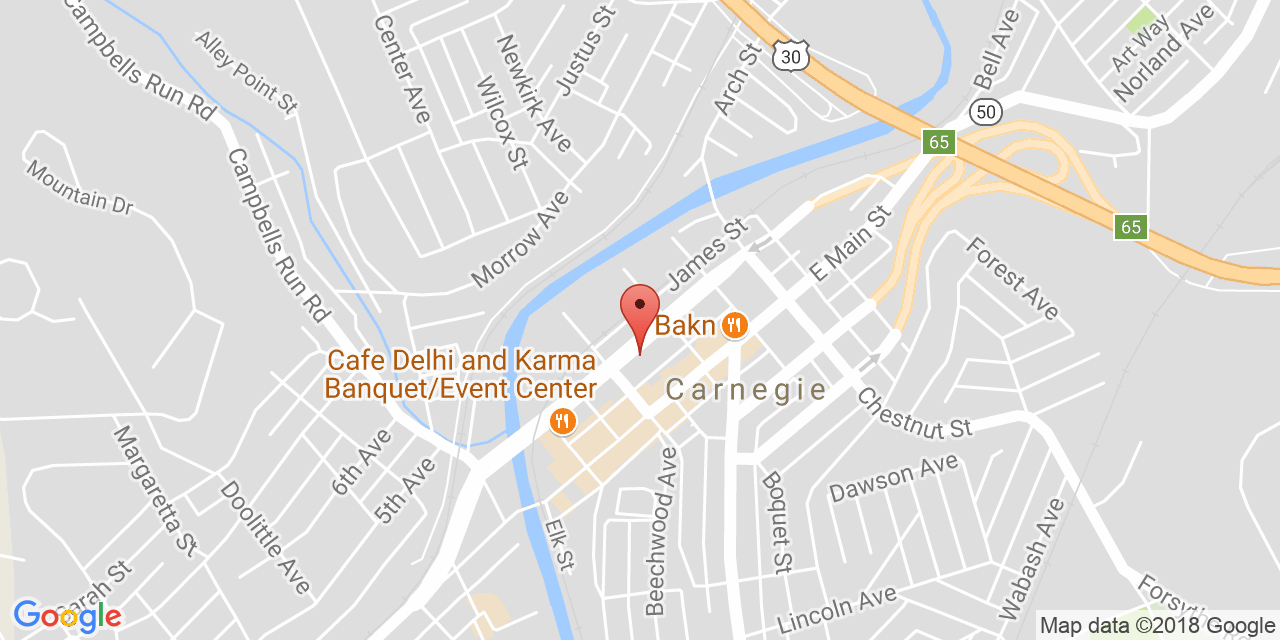 Campbells Run Rd
Alley Point St
Center Ave
Newkirk Ave
Justus St
Wilcox St
Arch St
30
Bell Ave
Art Way
Norland Ave
50
65
65
Mountain Dr
Campbells Run Rd
Morrow Ave
James St
E Main St
Forest Ave
Bakn
Cafe Delhi and Karma
Banquet/Event Center
Carnegie
Chestnut St
6th Ave
5th Ave
Margaretta St
Doolittle Ave
Sarah St
Elk St
Beechwood Ave
Boquet St
Dawson Ave
Wabash Ave
Lincoln Ave
Google
Map data ©2018 Google